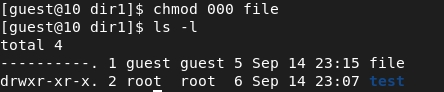 [guest@10 dir1]$ chmod 000 file
[guest@10 dir1]$ ls -l
total 4
----------. 1 guest guest 5 Sep 14 23:15 file
drwxr-xr-x. 2 root  root  6 Sep 14 23:07 test